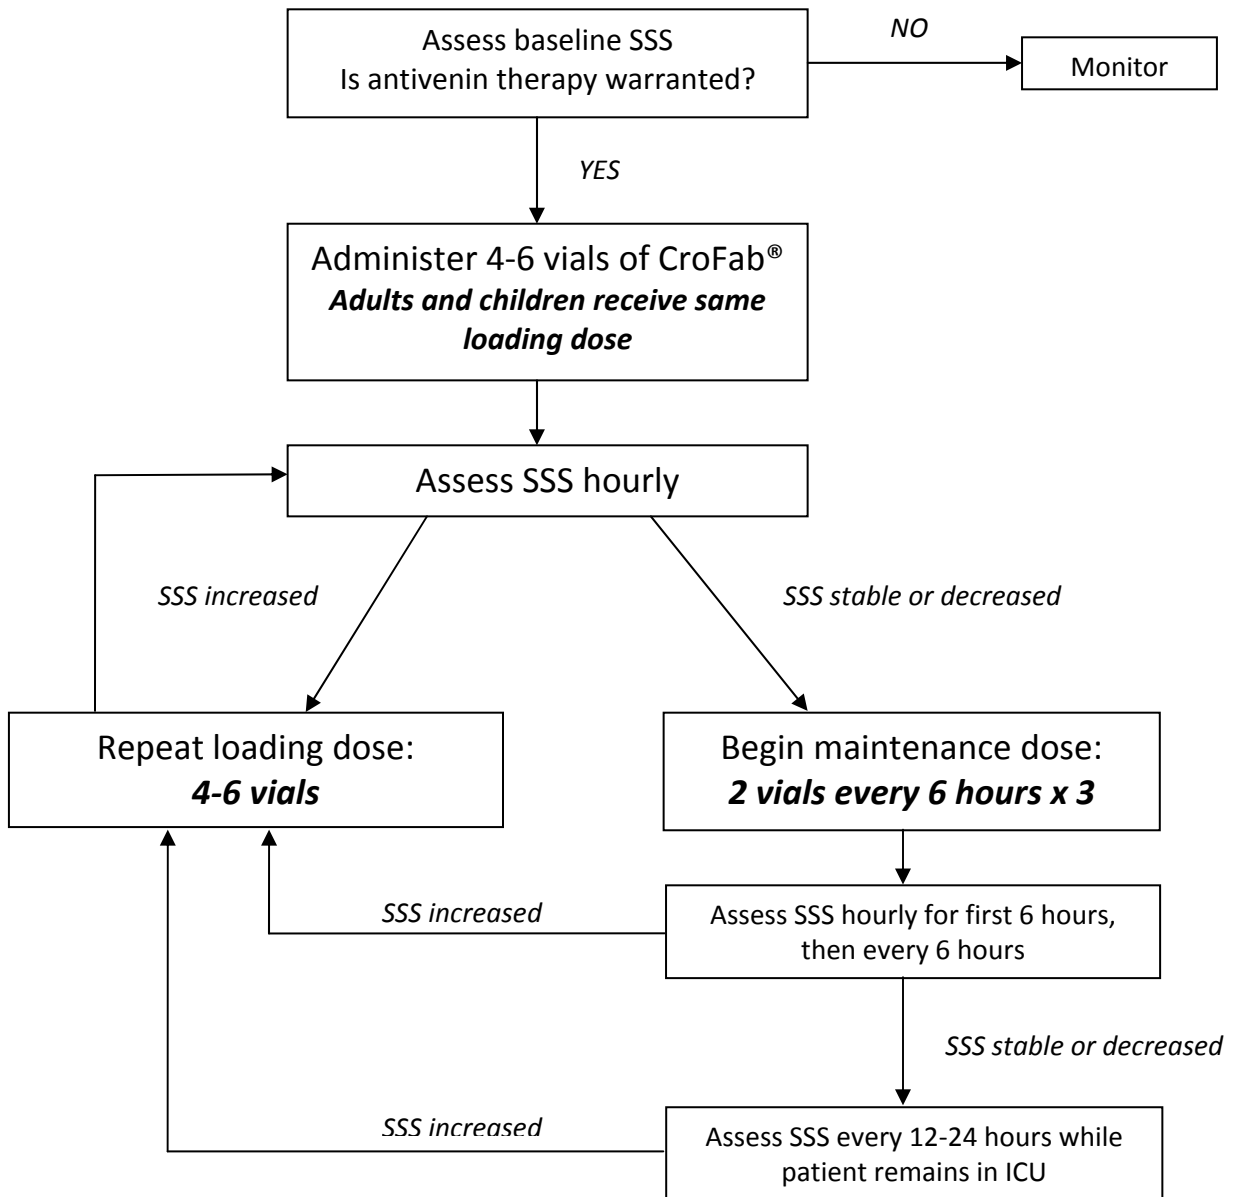 Assess baseline SSS
Is antivenin therapy warranted?
NO
Monitor
YES
Administer 4-6 vials of CroFab®
Adults and children receive same
loading dose
Assess SSS hourly
SSS increased
SSS stable or decreased
Repeat loading dose:
4-6 vials
Begin maintenance dose:
2 vials every 6 hours x 3
SSS increased
Assess SSS hourly for first 6 hours,
then every 6 hours
SSS stable or decreased
SSS increased
Assess SSS every 12-24 hours while
patient remains in ICU